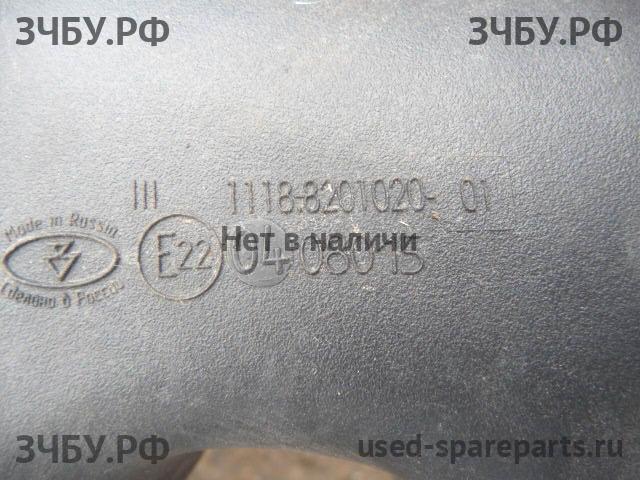 ЗЧБУ.РФ ЗЧБУ.РФ
III 1118-8201020-01
Made in Russia
Сделано в России
E22 04
Нет в наличии
ЗЧБУ.РФ used-spareparts.ru